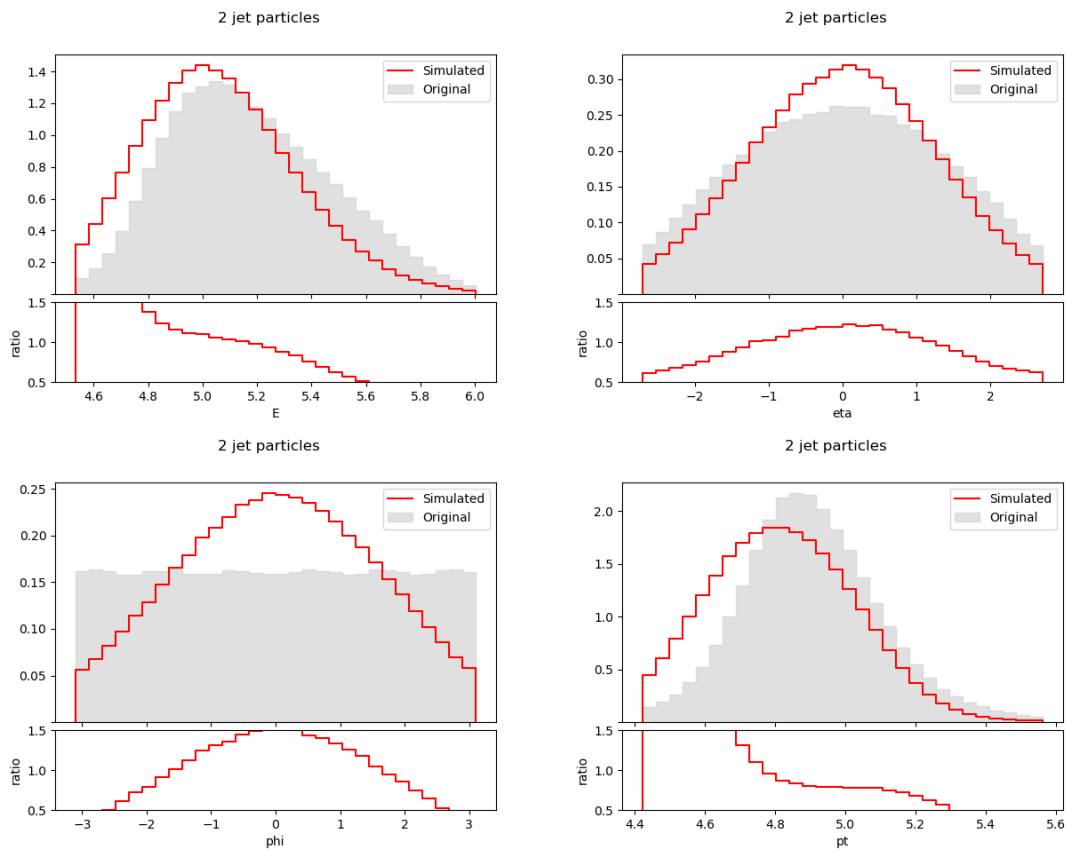 2 jet particles
1.4
1.2
1.0
0.8
0.6
0.4
0.2
Simulated
Original
1.5
1.0
0.5
ratio
4.6 4.8 5.0 5.2 5.4 5.6 5.8 6.0
E
2 jet particles
0.30
0.25
0.20
0.15
0.10
0.05
Simulated
Original
1.5
1.0
0.5
ratio
−2 −1 0 1 2
eta
2 jet particles
0.25
0.20
0.15
0.10
0.05
Simulated
Original
1.5
1.0
0.5
ratio
−3 −2 −1 0 1 2 3
phi
2 jet particles
2.0
1.5
1.0
0.5
Simulated
Original
1.5
1.0
0.5
ratio
4.4 4.6 4.8 5.0 5.2 5.4 5.6
pt